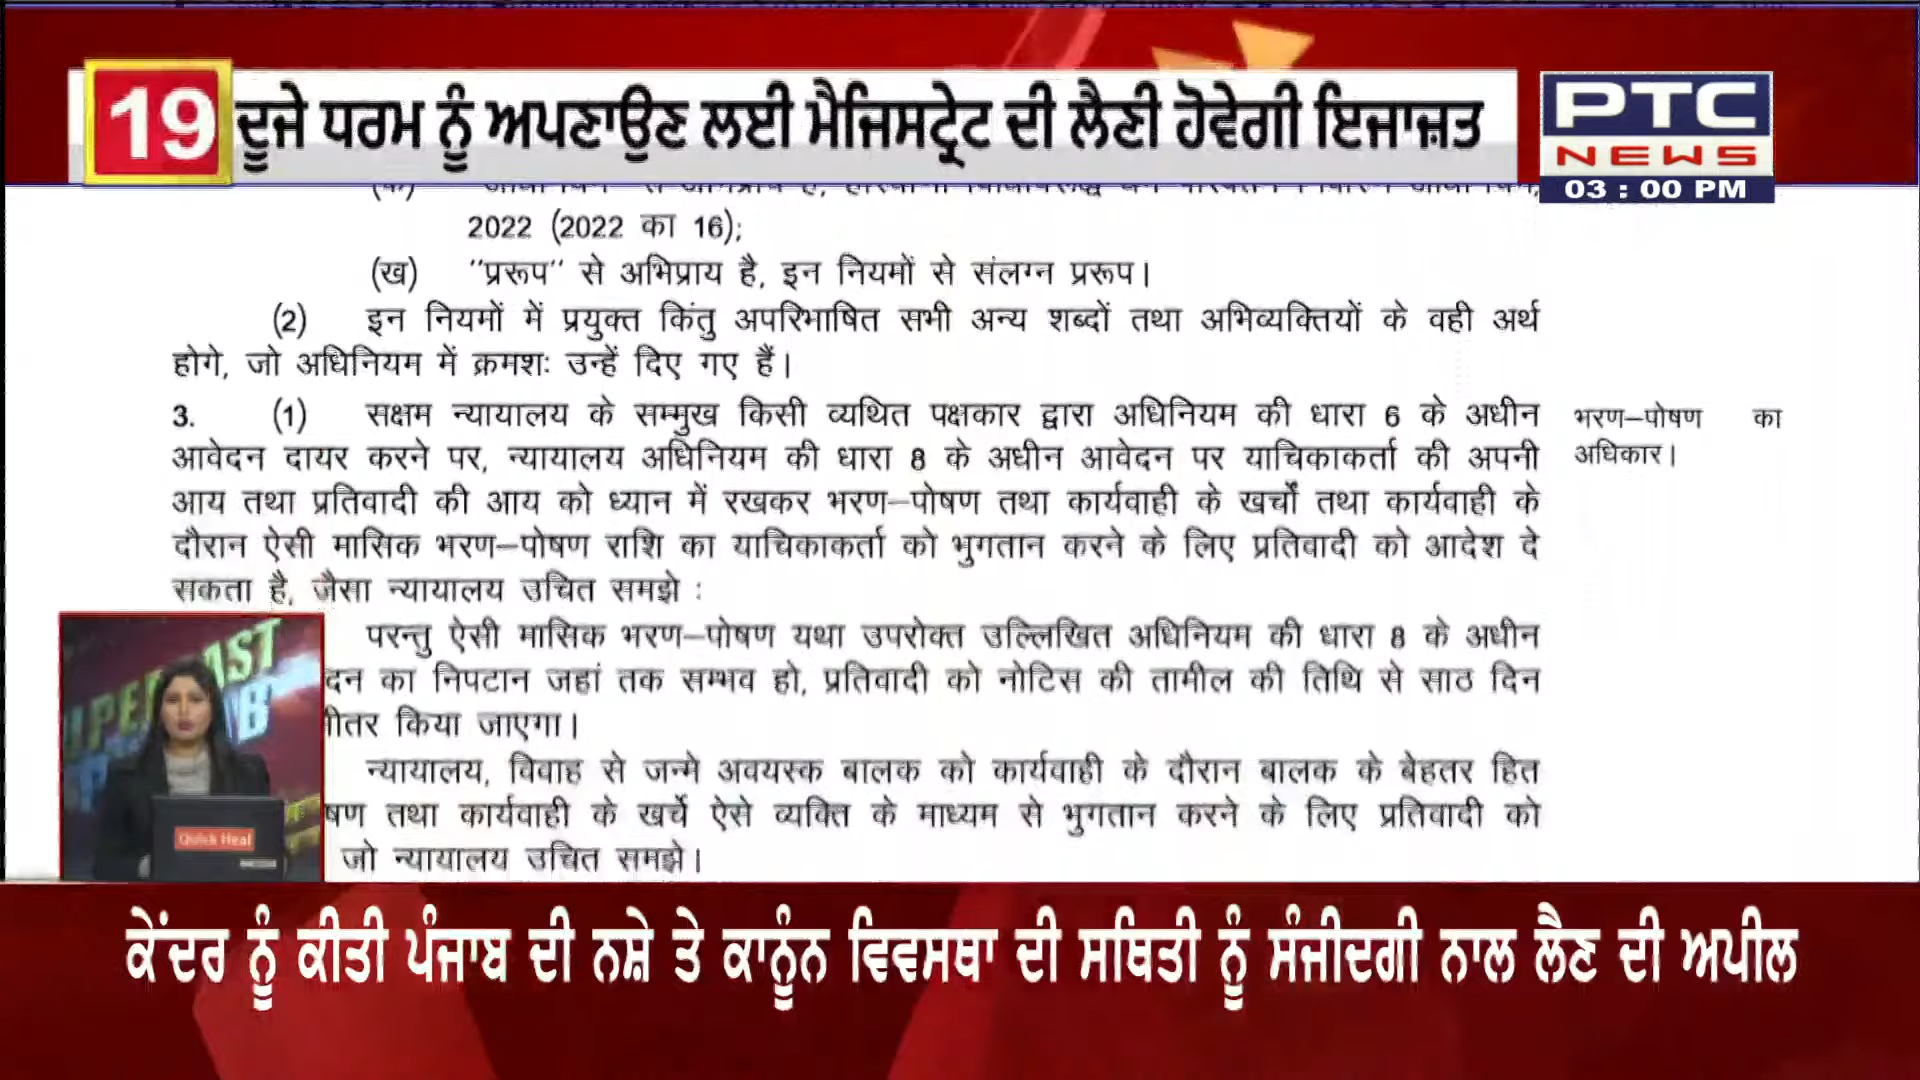 19 ਦੂਜੇ ਧਰਮ ਨੂੰ ਅਪਣਾਉਣ ਲਈ ਮੈਜਿਸਟ੍ਰੇਟ ਦੀ ਲੈਣੀ ਹੋਵੇਗੀ ਇਜਾਜ਼ਤ
PTC
NEWS
03 : 00 PM
2022 (2022 का 16);
(ख) "प्ररूप" से अभिप्राय है, इन नियमों से संलग्न प्ररूप।
(2) इन नियमों में प्रयुक्त किंतु अपरिभाषित सभी अन्य शब्दों तथा अभिव्यक्तियों के वही अर्थ
होगे, जो अधिनियम में क्रमशः उन्हें दिए गए हैं।
3. (1) सक्षम न्यायालय के सम्मुख किसी व्यथित पक्षकार द्वारा अधिनियम की धारा 6 के अधीन
आवेदन दायर करने पर, न्यायालय अधिनियम की धारा 8 के अधीन आवेदन पर याचिकाकर्ता की अपनी
आय तथा प्रतिवादी की आय को ध्यान में रखकर भरण–पोषण तथा कार्यवाही के खर्चों तथा कार्यवाही के
दौरान ऐसी मासिक भरण–पोषण राशि का याचिकाकर्ता को भुगतान करने के लिए प्रतिवादी को आदेश दे
सकता है, जैसा न्यायालय उचित समझे :
भरण–पोषण का
अधिकार।
परन्तु ऐसी मासिक भरण–पोषण यथा उपरोक्त उल्लिखित अधिनियम की धारा 8 के अधीन
दन का निपटान जहां तक सम्भव हो, प्रतिवादी को नोटिस की तामील की तिथि से साठ दिन
ीतर किया जाएगा।
न्यायालय, विवाह से जन्मे अवयस्क बालक को कार्यवाही के दौरान बालक के बेहतर हित
षण तथा कार्यवाही के खर्चे ऐसे व्यक्ति के माध्यम से भुगतान करने के लिए प्रतिवादी को
जो न्यायालय उचित समझे।
Quick Heal
ਕੇਂਦਰ ਨੂੰ ਕੀਤੀ ਪੰਜਾਬ ਦੀ ਨਸ਼ੇ ਤੇ ਕਾਨੂੰਨ ਵਿਵਸਥਾ ਦੀ ਸਥਿਤੀ ਨੂੰ ਸੰਜੀਦਗੀ ਨਾਲ ਲੈਣ ਦੀ ਅਪੀਲ